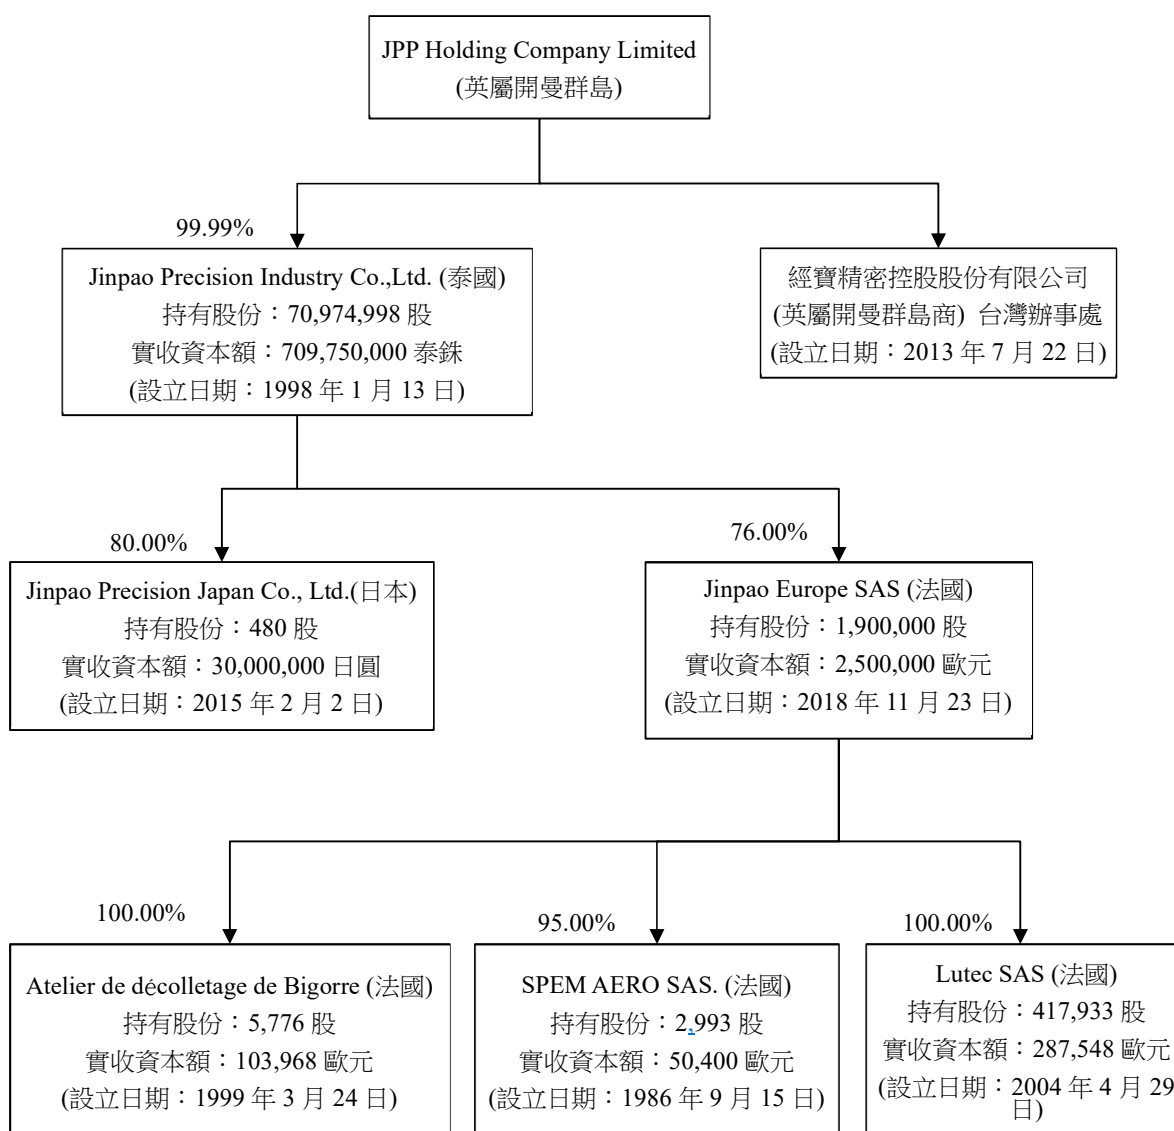 JPP Holding Company Limited
(英屬開曼群島)
99.99%
Jinpao Precision Industry Co.,Ltd. (泰國)
持有股份：70,974,998 股
實收資本額：709,750,000 泰銖
(設立日期：1998 年 1 月 13 日)
經寶精密控股股份有限公司
(英屬開曼群島商) 台灣辦事處
(設立日期：2013 年 7 月 22 日)
80.00%
Jinpao Precision Japan Co., Ltd.(日本)
持有股份：480 股
實收資本額：30,000,000 日圓
(設立日期：2015 年 2 月 2 日)
76.00%
Jinpao Europe SAS (法國)
持有股份：1,900,000 股
實收資本額：2,500,000 歐元
(設立日期：2018 年 11 月 23 日)
100.00%
Atelier de décolletage de Bigorre (法國)
持有股份：5,776 股
實收資本額：103,968 歐元
(設立日期：1999 年 3 月 24 日)
95.00%
SPEM AERO SAS. (法國)
持有股份：2,993 股
實收資本額：50,400 歐元
(設立日期：1986 年 9 月 15 日)
100.00%
Lutec SAS (法國)
持有股份：417,933 股
實收資本額：287,548 歐元
(設立日期：2004 年 4 月 29
日)